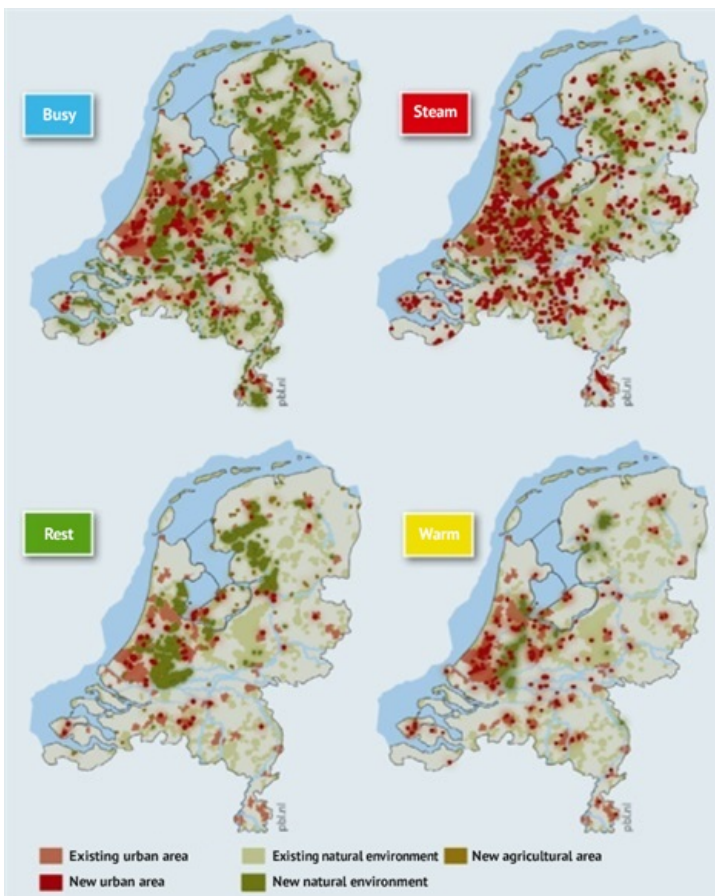 Busy
Steam
pbl.nl
pbl.nl
Rest
Warm
pbl.nl
pbl.nl
Existing urban area
Existing natural environment
New agricultural area
New urban area
New natural environment